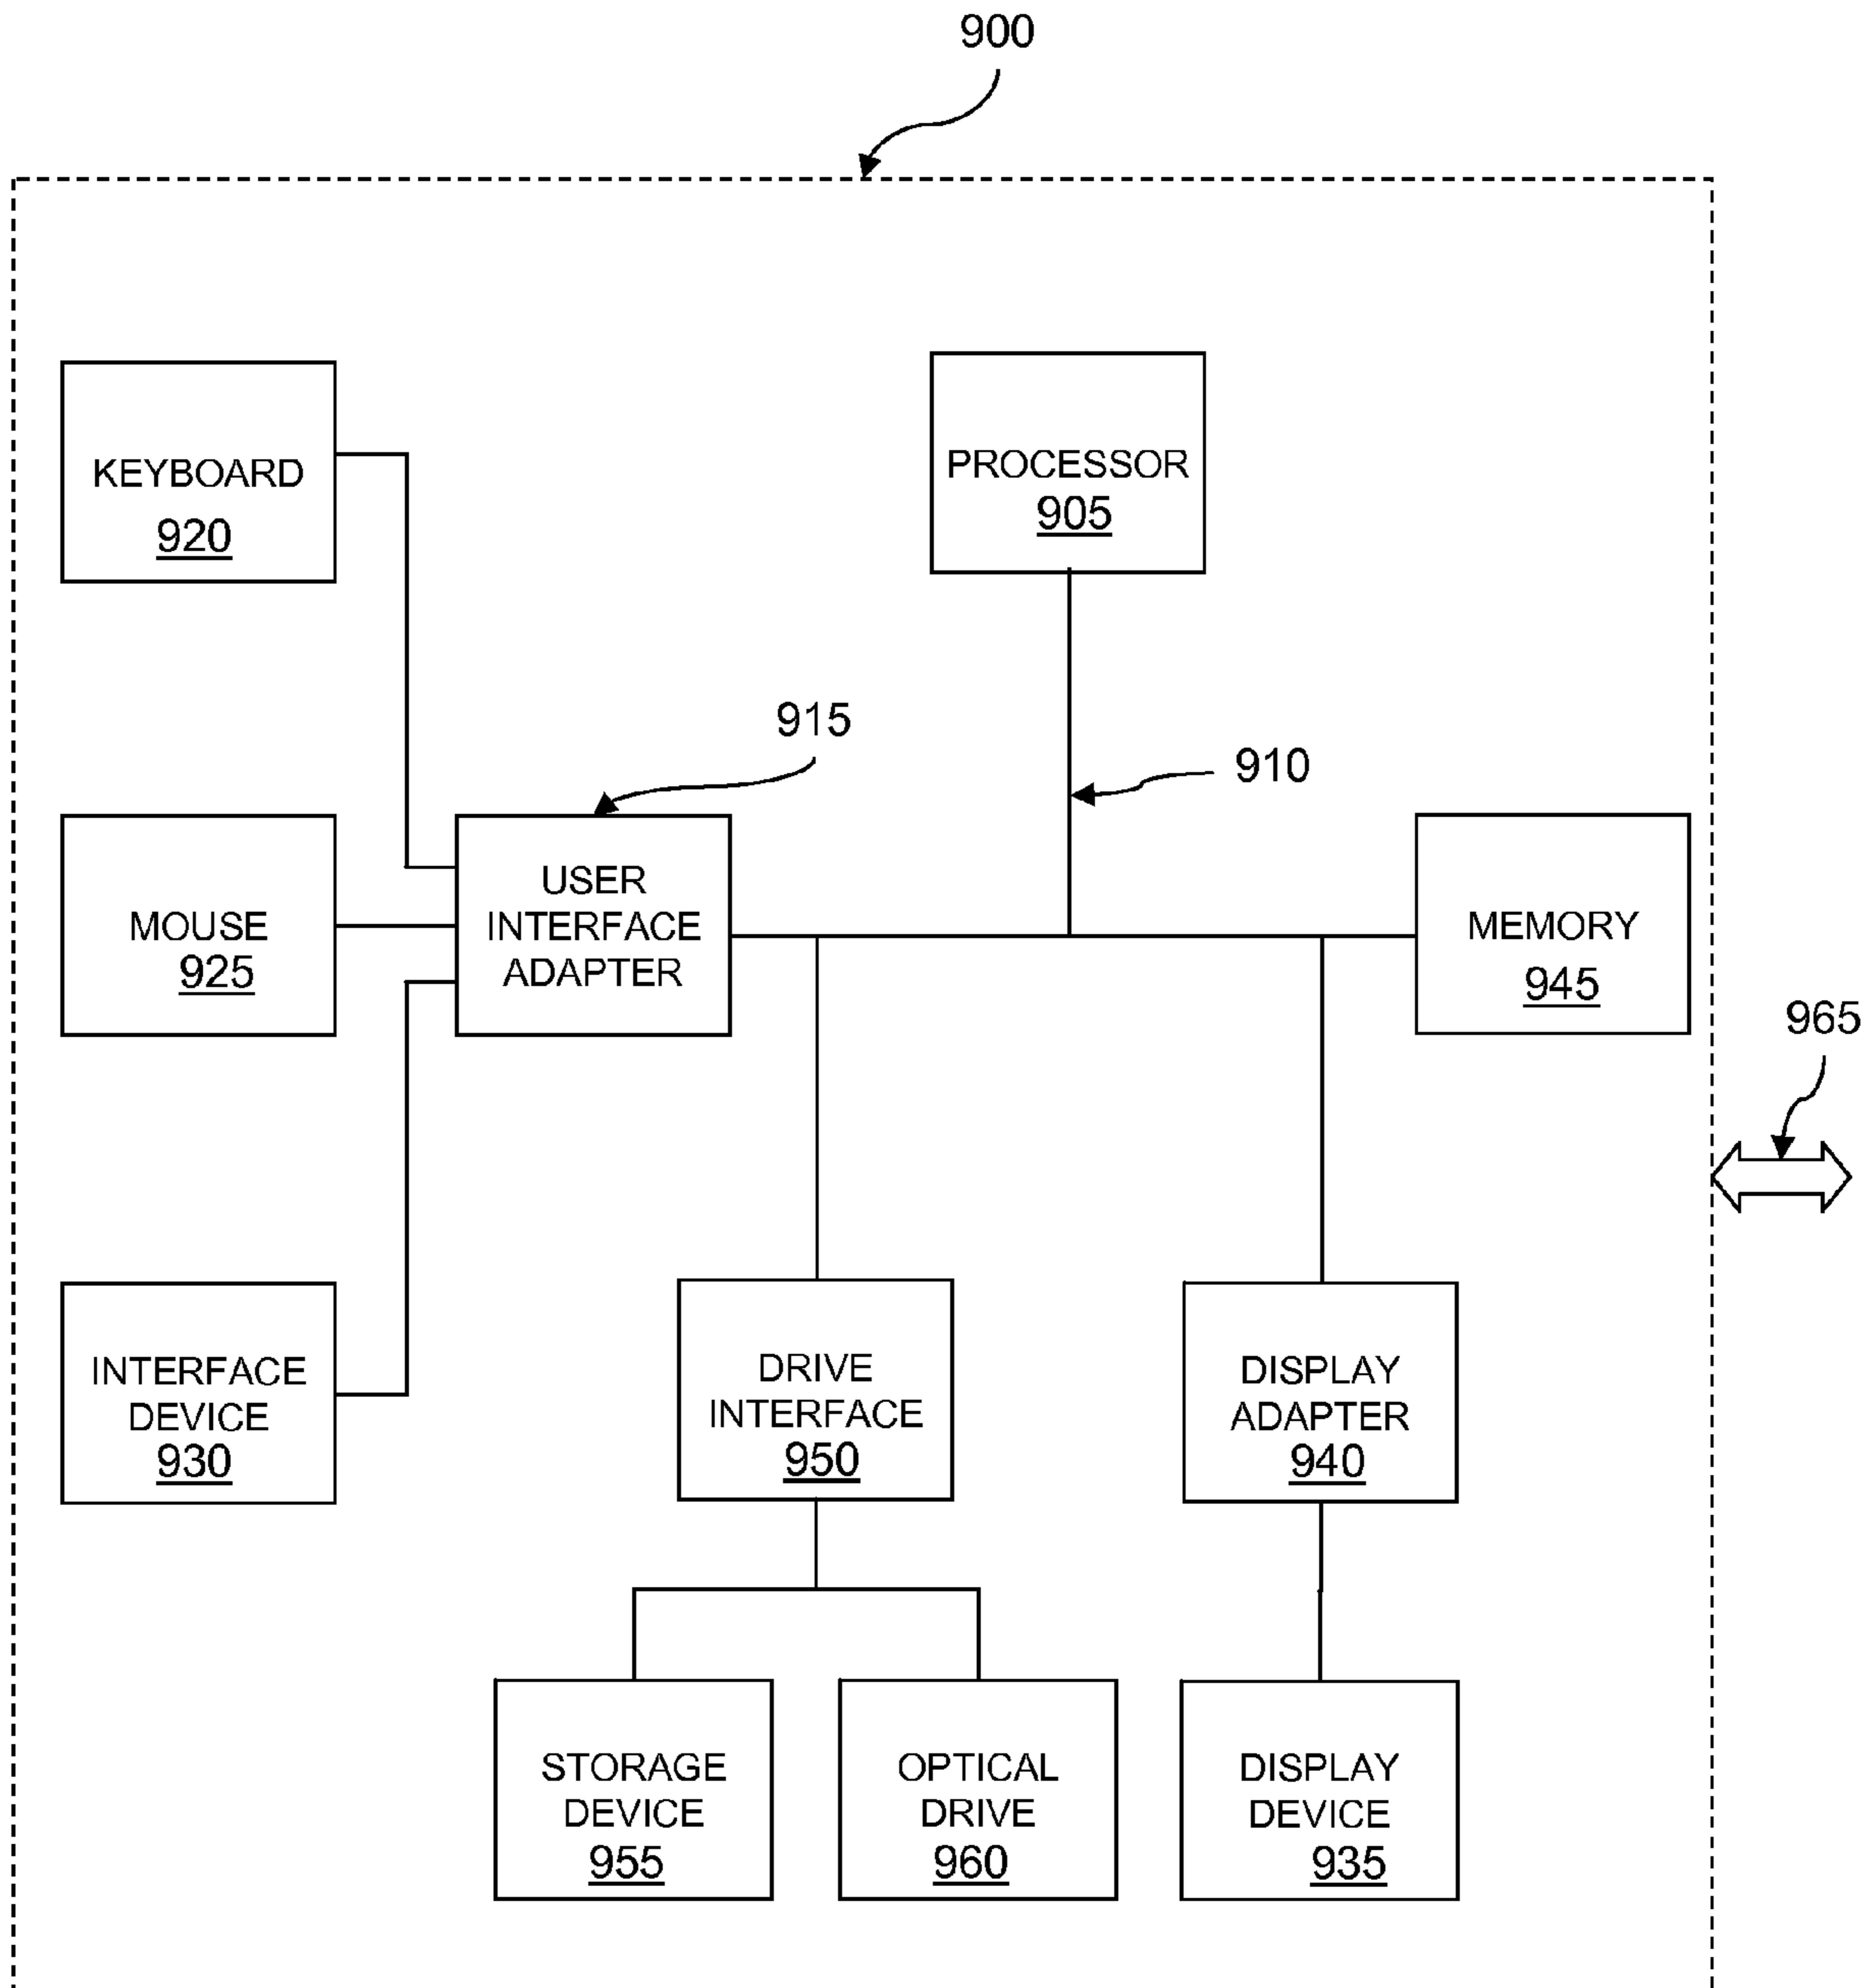 900
KEYBOARD
920
PROCESSOR
905
915
910
USER
INTERFACE
ADAPTER
MOUSE
925
MEMORY
945
965
INTERFACE
DEVICE
930
DRIVE
INTERFACE
950
DISPLAY
ADAPTER
940
STORAGE
DEVICE
955
OPTICAL
DRIVE
960
DISPLAY
DEVICE
935